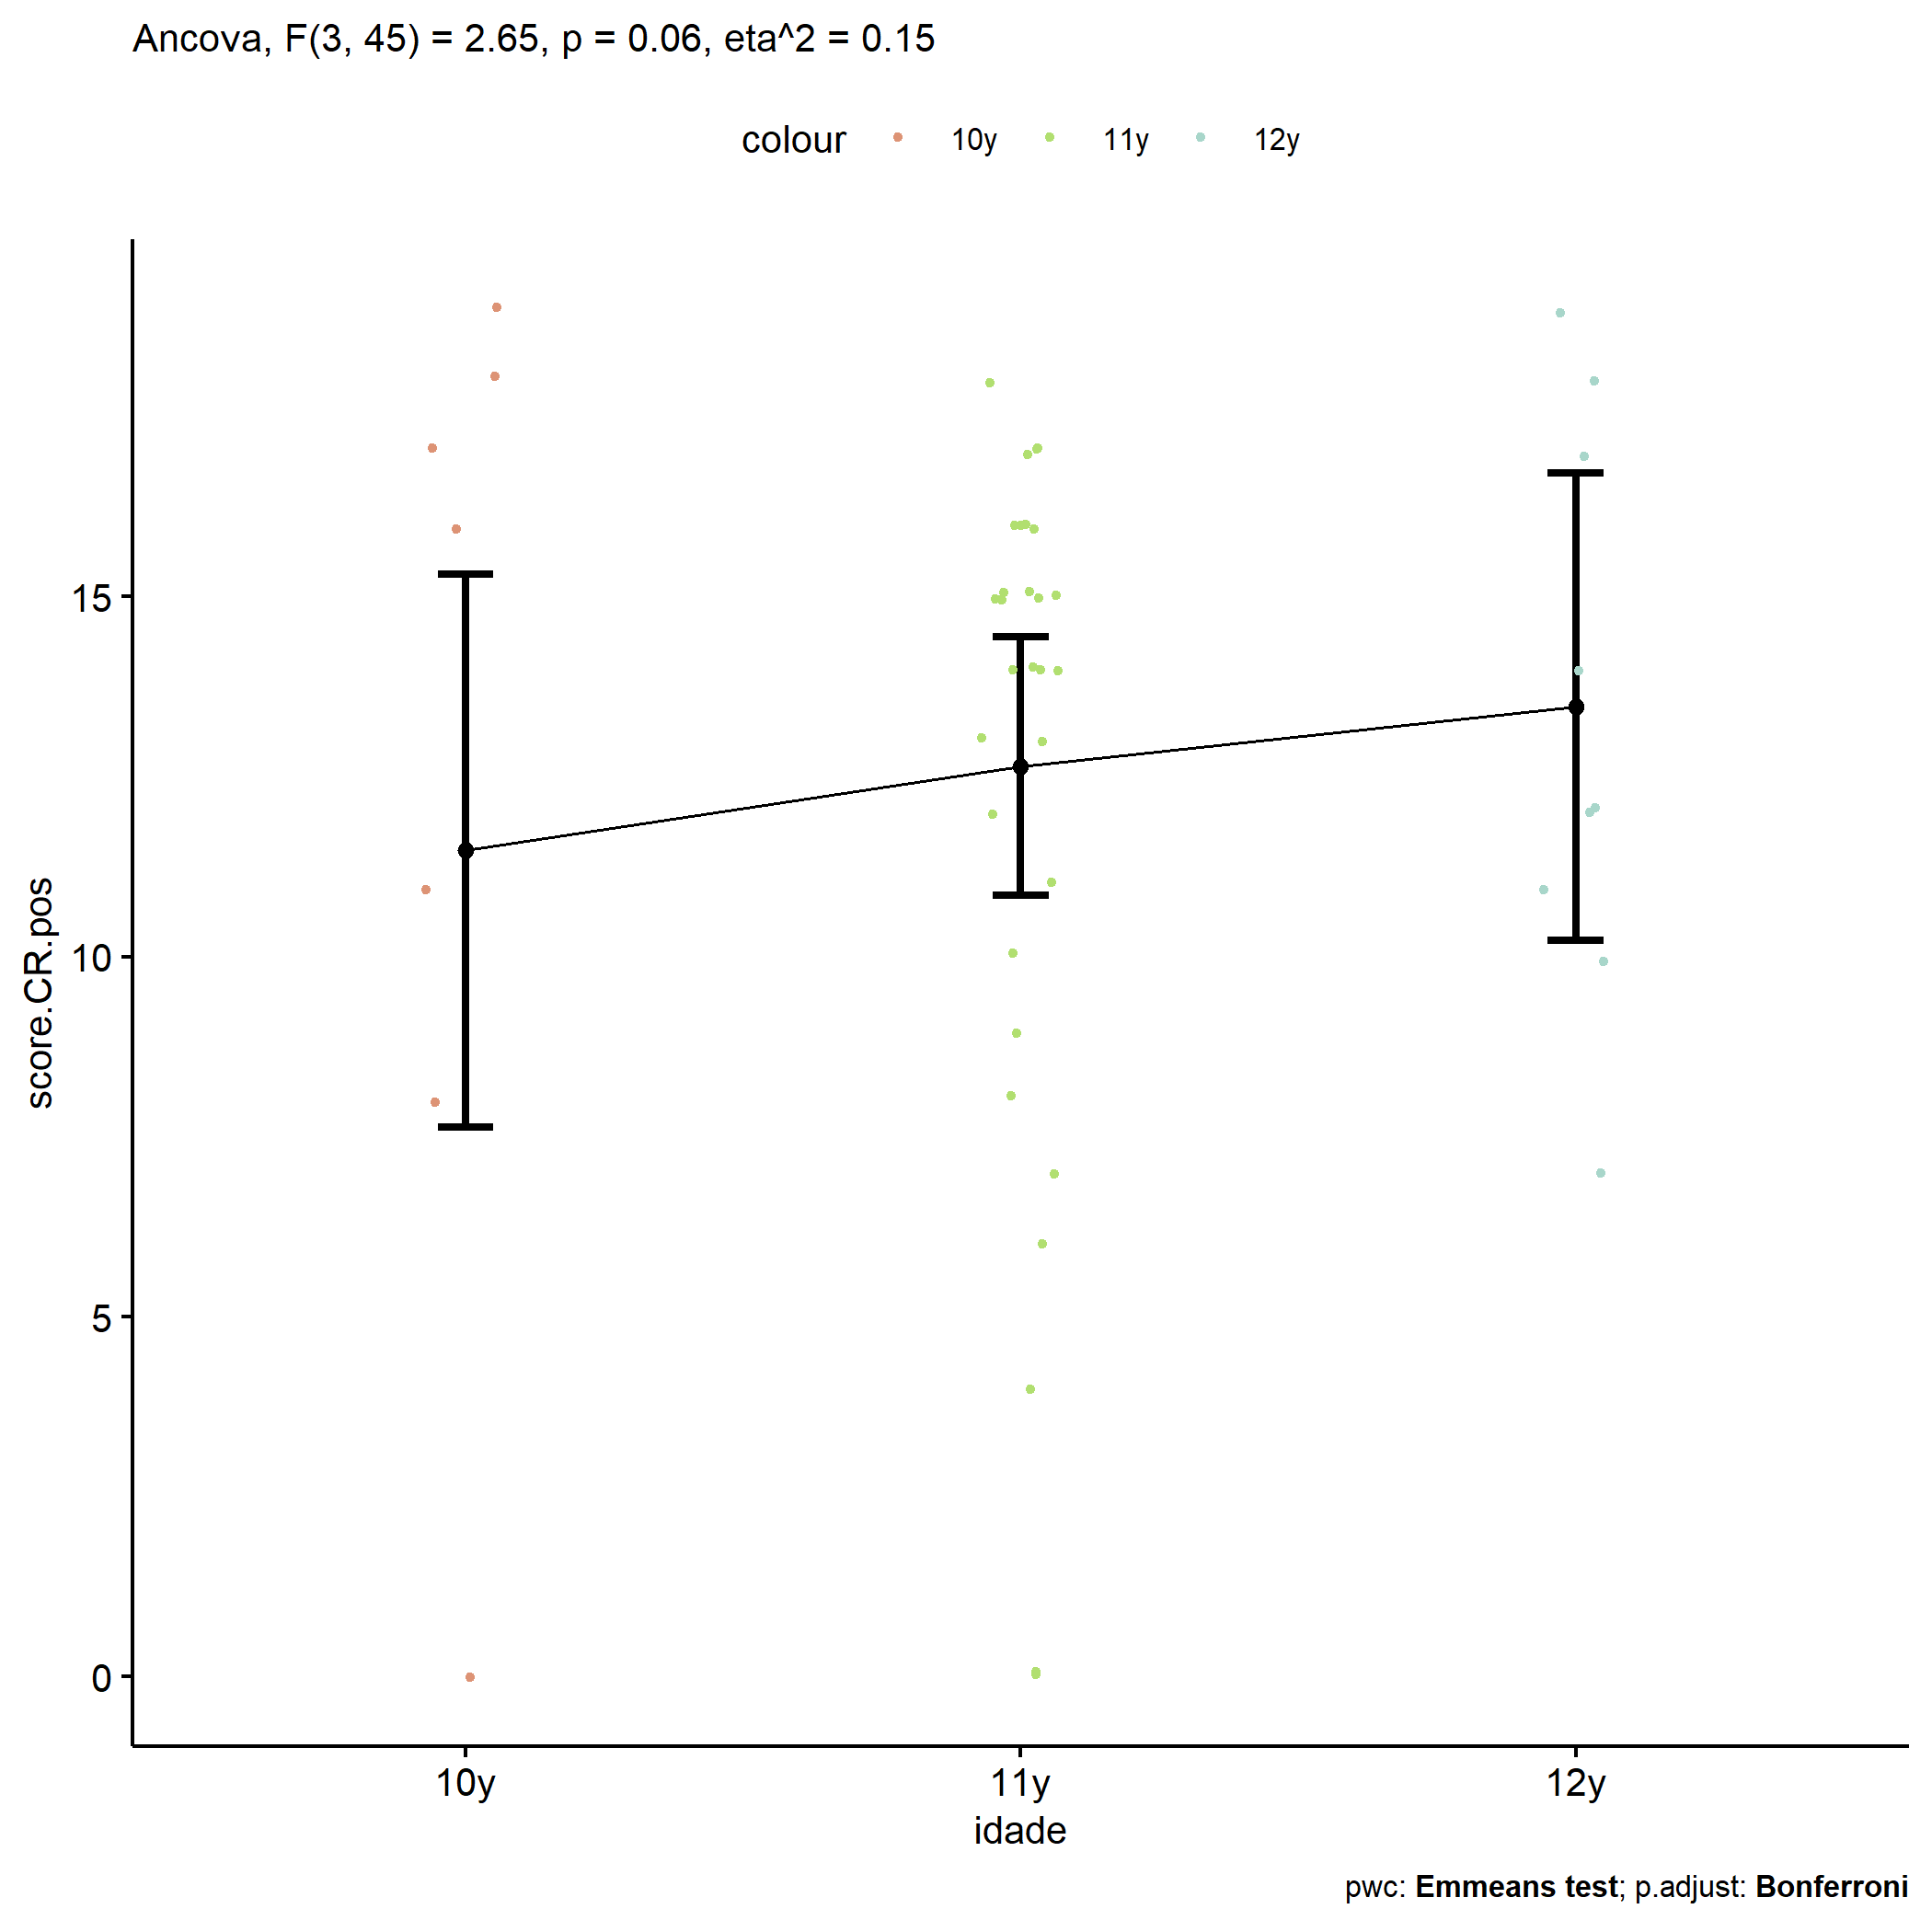 Ancova, F(3, 45) = 2.65, p = 0.06, eta^2 = 0.15
colour 10y 11y 12y
score.CR.pos
15
10
5
0
10y 11y 12y
idade
pwc: Emmeans test; p.adjust: Bonferroni